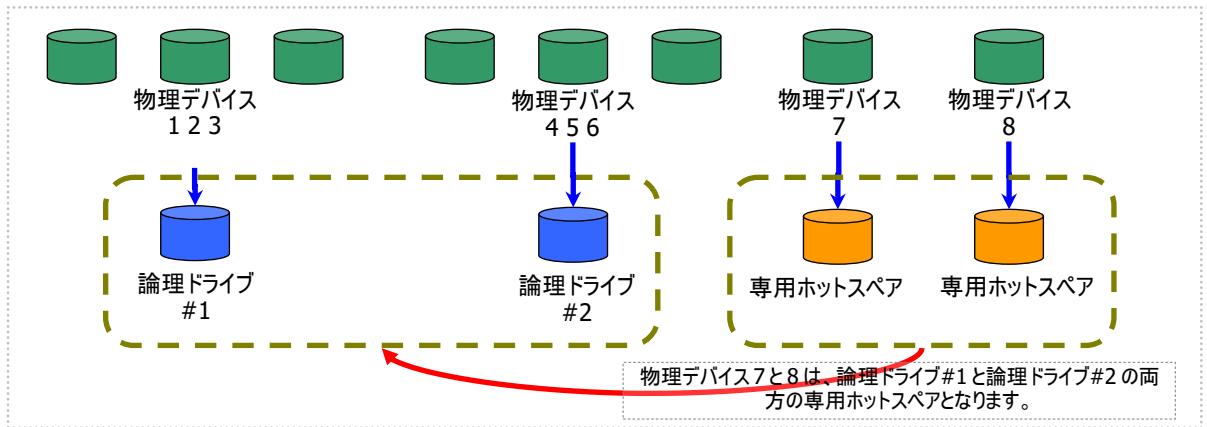 物理デバイス
1 2 3
物理デバイス
4 5 6
物理デバイス
7
物理デバイス
8
論理ドライブ
#1
論理ドライブ
#2
専用ホットスペア
専用ホットスペア
物理デバイス7と8は、論理ドライブ#1と論理ドライブ#2の両
方の専用ホットスペアとなります。